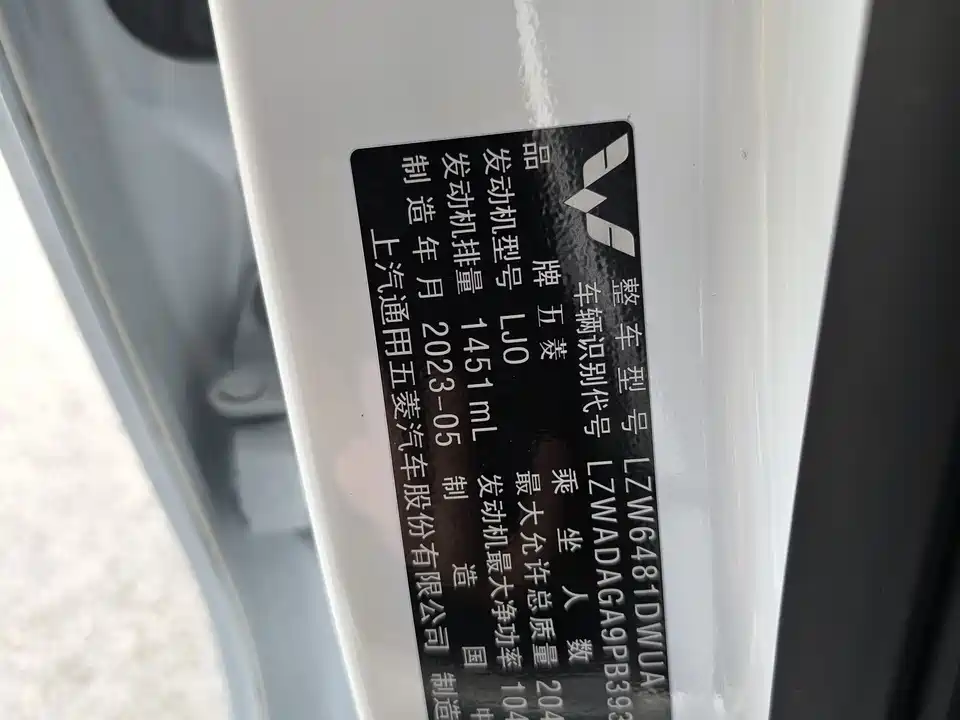 整车型号 LZW6481DWUA
车辆识别代号 LZWADAGA9PB393
品牌 五菱 乘坐人数
发动机型号 LJO 最大允许总质量 204
发动机排量 1451mL 发动机最大净功率 104
制造年月 2023-05 制造国 中
上汽通用五菱汽车股份有限公司 制造